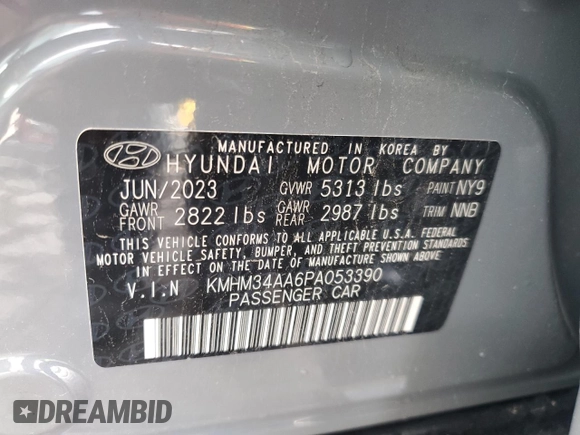 MANUFACTURED IN KOREA BY
HYUNDAI MOTOR COMPANY
JUN/2023 GVWR 5313 lbs PAINT NY9
GAWR FRONT 2822 lbs GAWR REAR 2987 lbs TRIM NNB
THIS VEHICLE CONFORMS TO ALL APPLICABLE U.S.A. FEDERAL
MOTOR VEHICLE SAFETY, BUMPER, AND THEFT PREVENTION STANDARDS
IN EFFECT ON THE DATE OF MANUFACTURE SHOWN ABOVE.
V.I.N KMHM34AA6PA053390
PASSENGER CAR
DREAMBID